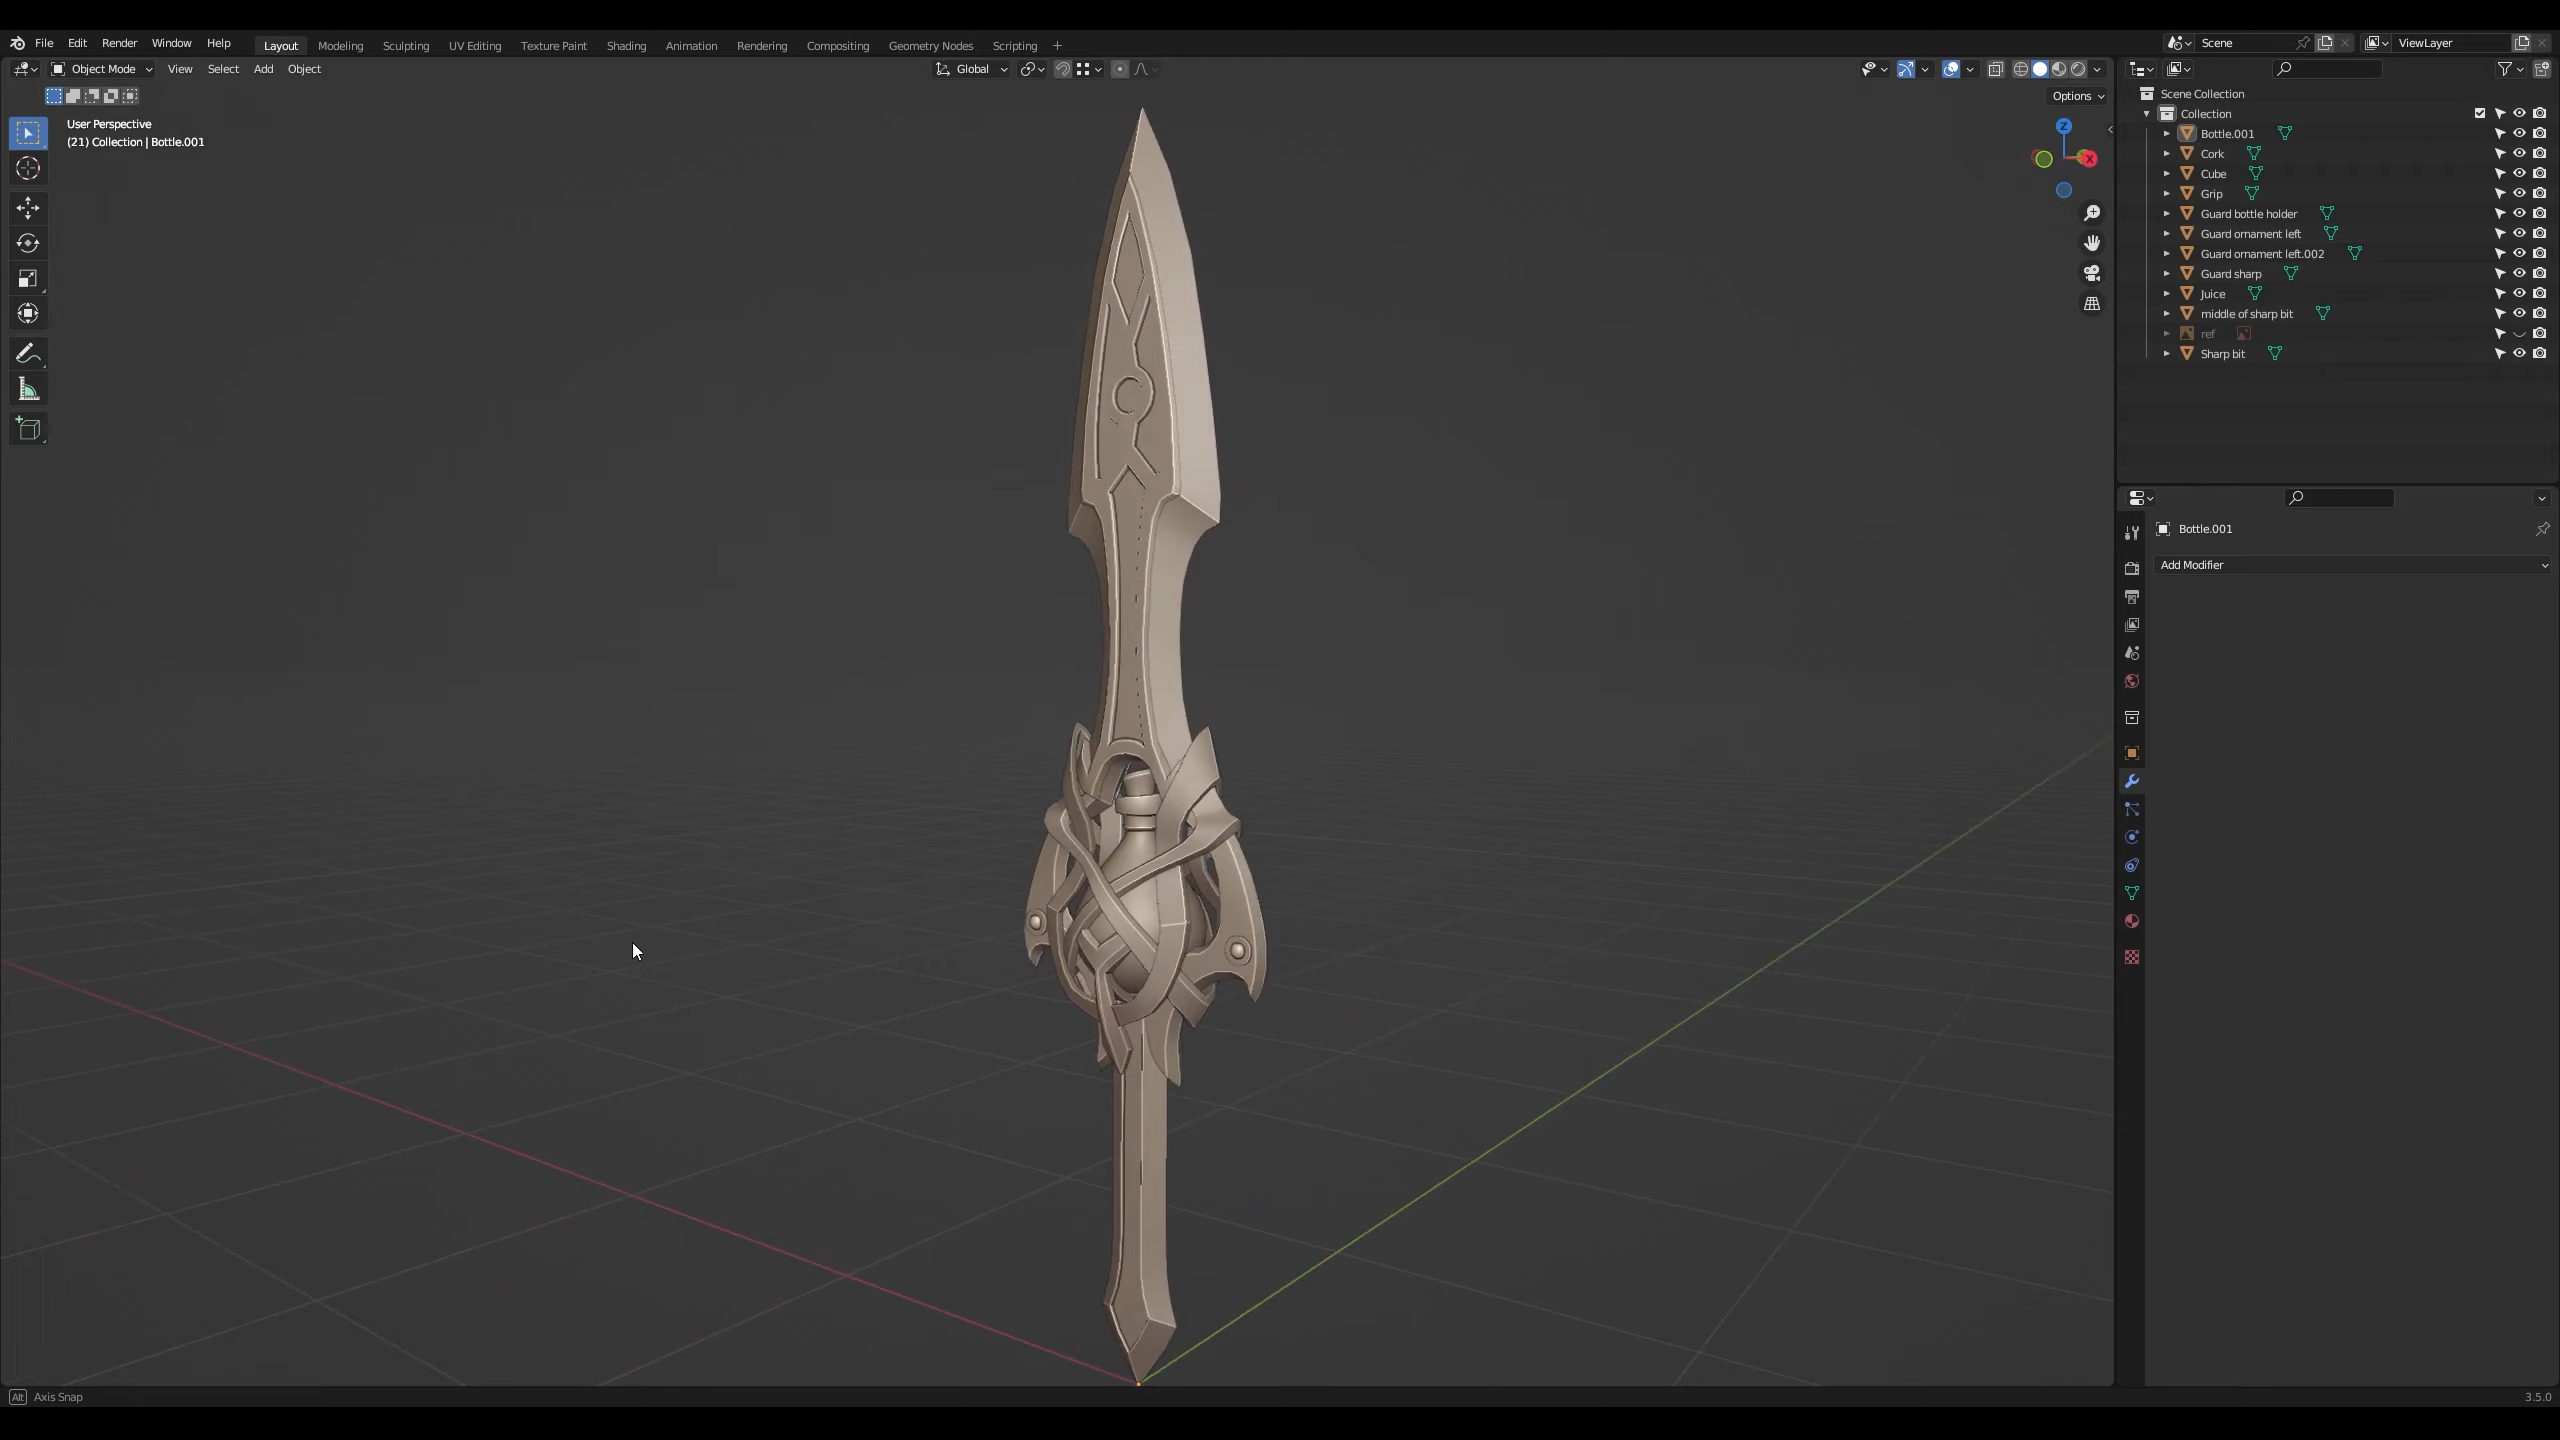 File Edit Render Window Help Layout Modeling Sculpting UV Editing Texture Paint Shading Animation Rendering Compositing Geometry Nodes Scripting + Scene ViewLayer
Object Mode View Select Add Object Global
Options
User Perspective
(21) Collection | Bottle.001
Z
X
Scene Collection
Collection
Bottle.001
Cork
Cube
Grip
Guard bottle holder
Guard ornament left
Guard ornament left.002
Guard sharp
Juice
middle of sharp bit
ref
Sharp bit
Bottle.001
Add Modifier
Alt Axis Snap 3.5.0